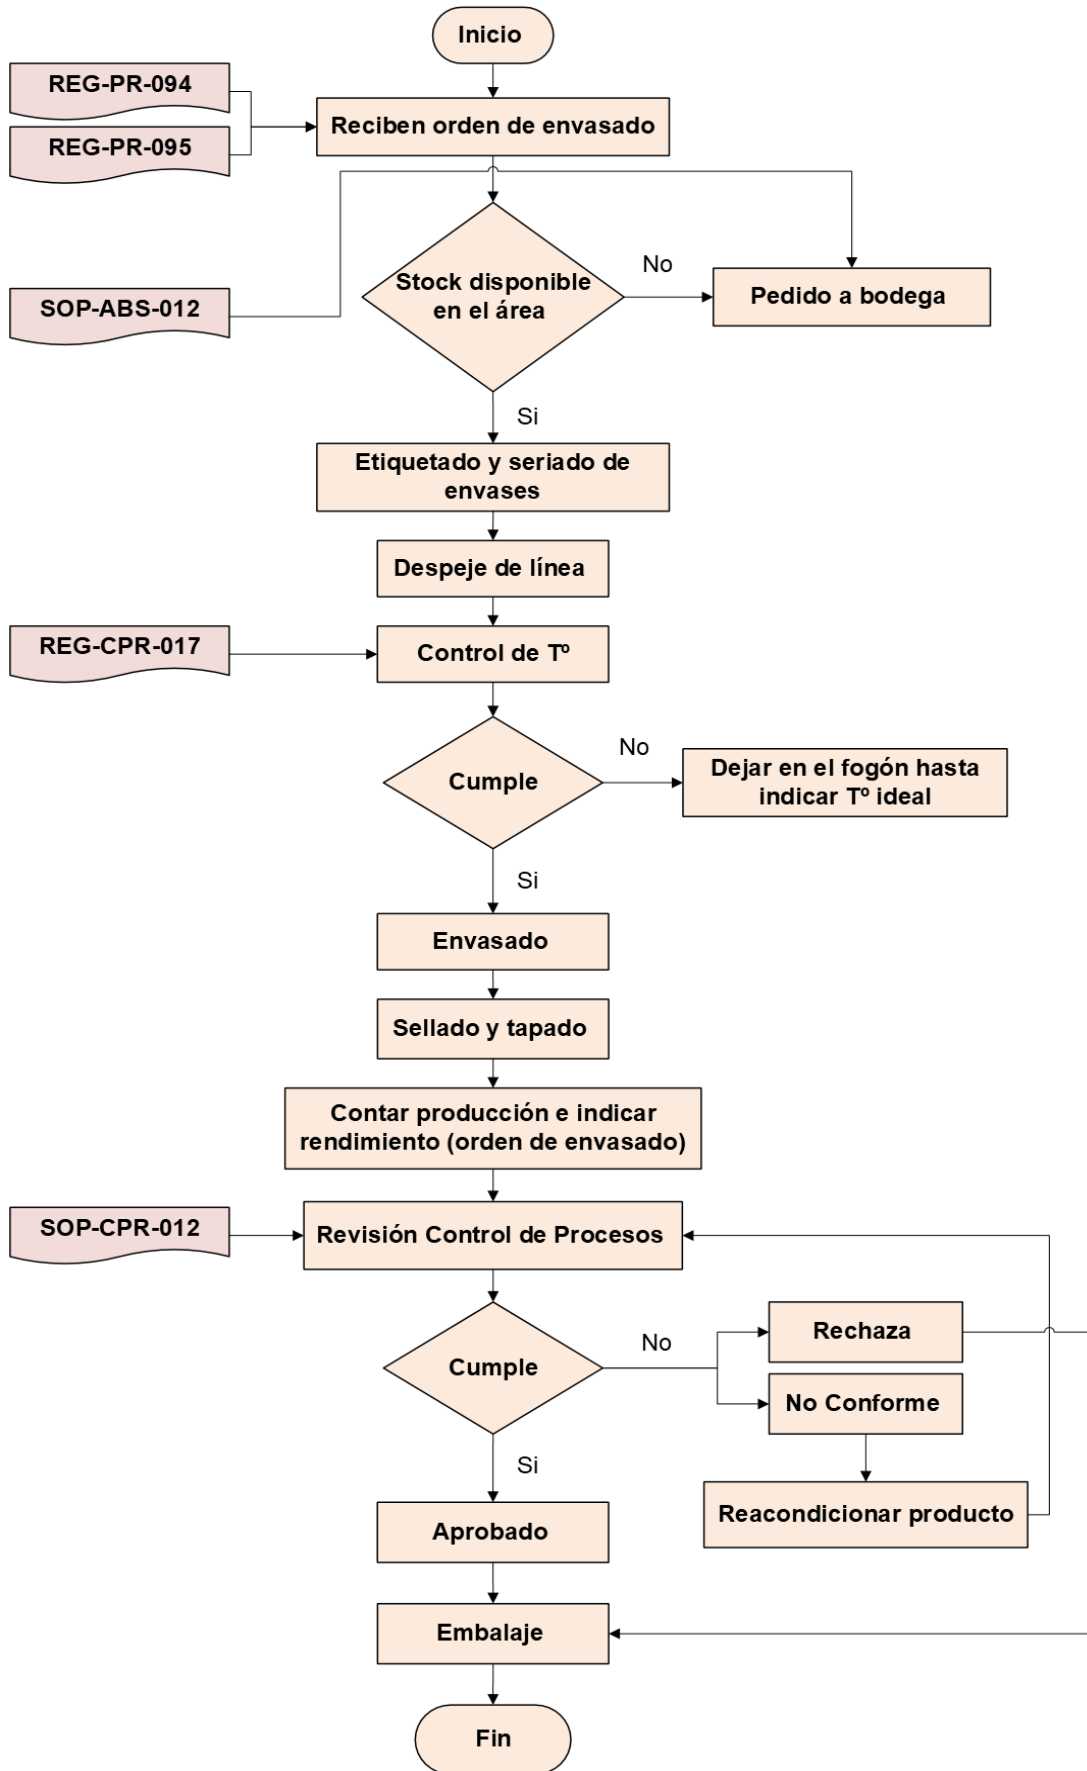 Inicio
REG-PR-094
Reciben orden de envasado
REG-PR-095
Stock disponible
en el área
No
Pedido a bodega
SOP-ABS-012
Si
Etiquetado y seriado de
envases
Despeje de línea
REG-CPR-017
Control de Tº
Cumple
No
Dejar en el fogón hasta
indicar Tº ideal
Si
Envasado
Sellado y tapado
Contar producción e indicar
rendimiento (orden de envasado)
SOP-CPR-012
Revisión Control de Procesos
Cumple
No
Rechaza
No Conforme
Reacondicionar producto
Si
Aprobado
Embalaje
Fin